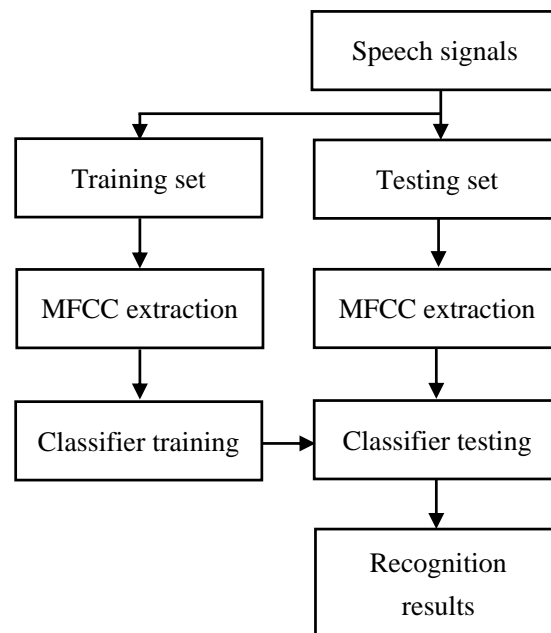 Speech signals
Training set
Testing set
MFCC extraction
MFCC extraction
Classifier training
Classifier testing
Recognition
results